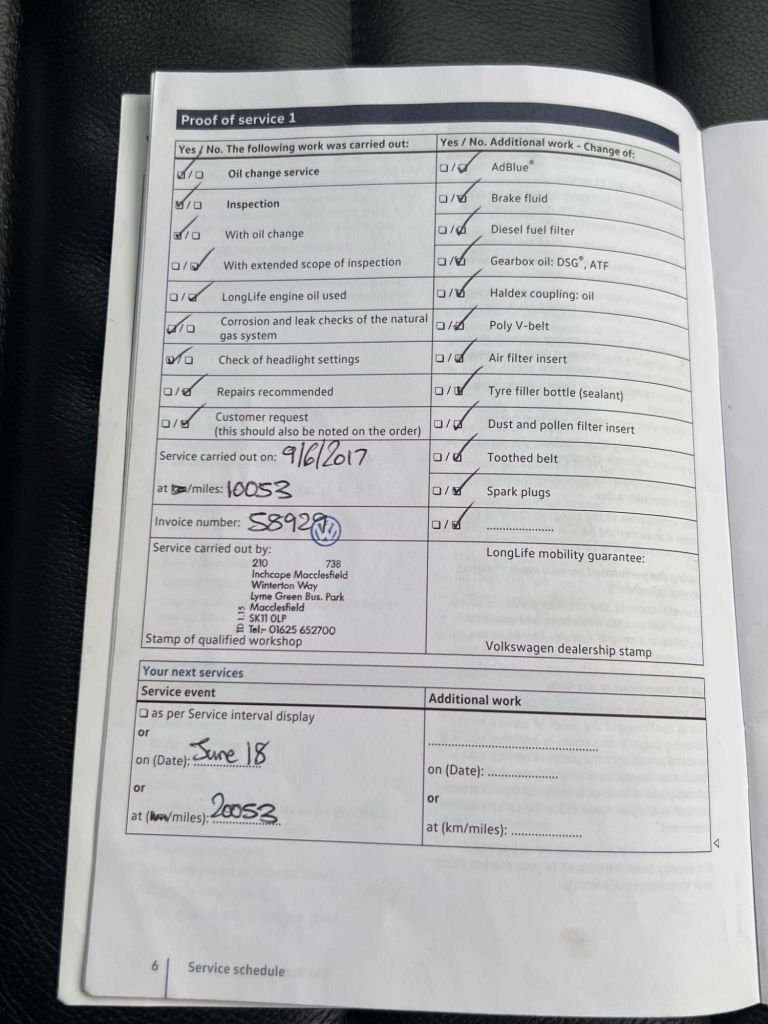 Proof of service 1
Yes / No. The following work was carried out:
Oil change service
Inspection
With oil change
With extended scope of inspection
LongLife engine oil used
Corrosion and leak checks of the natural
gas system
Check of headlight settings
Repairs recommended
Customer request
(this should also be noted on the order)
Service carried out on: 9/6/2017
at km/miles: 10053
Invoice number: 58929
Service carried out by:
210 738
Inchcape Macclesfield
Winterton Way
Lyme Green Bus. Park
Macclesfield
SK11 0LP
Tel:- 01625 652700
Stamp of qualified workshop
Yes / No. Additional work - Change of:
AdBlue®
Brake fluid
Diesel fuel filter
Gearbox oil: DSG®, ATF
Haldex coupling: oil
Poly V-belt
Air filter insert
Tyre filler bottle (sealant)
Dust and pollen filter insert
Toothed belt
Spark plugs
......................
LongLife mobility guarantee:
Volkswagen dealership stamp
Your next services
Service event
as per Service interval display
or
on (Date): June 18
or
at (km/miles): 20053
Additional work
on (Date): ......................
or
at (km/miles): ......................
6 Service schedule